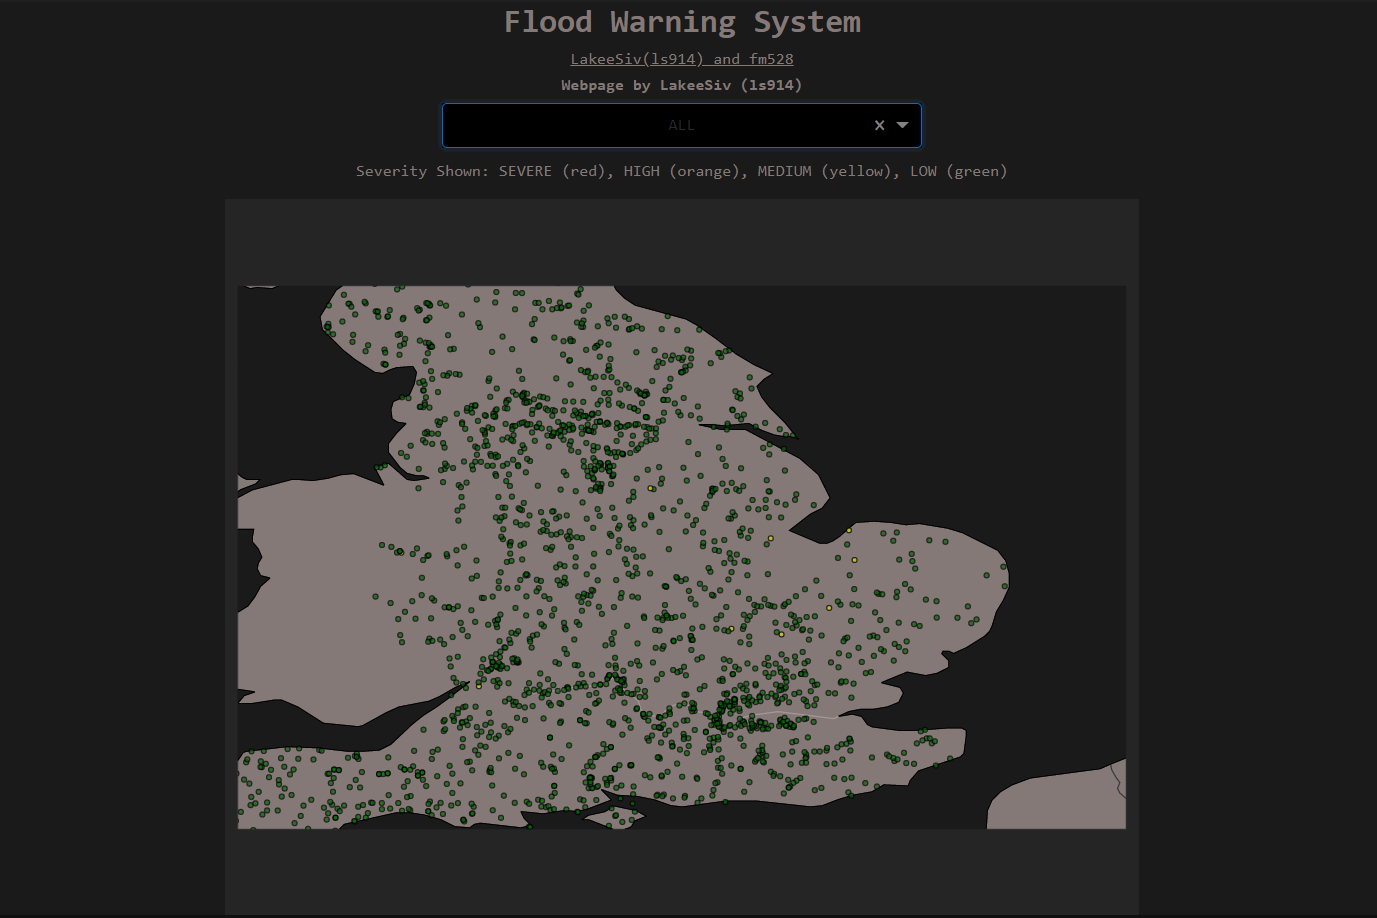 Flood Warning System
LakeeSiv(ls914) and fm528
Webpage by LakeeSiv (ls914)
ALL
Severity Shown: SEVERE (red), HIGH (orange), MEDIUM (yellow), LOW (green)